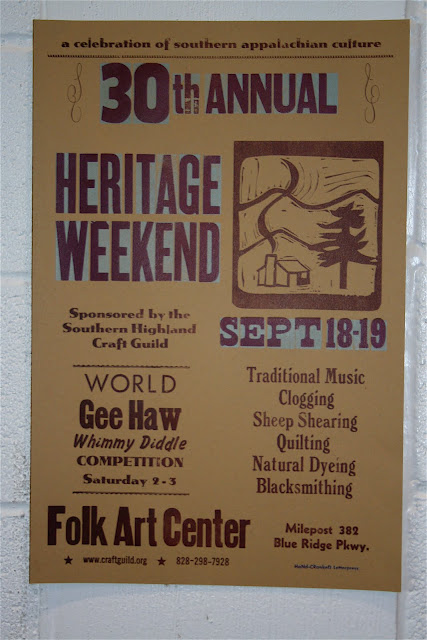 a celebration of southern appalachian culture
30th ANNUAL
HERITAGE
WEEKEND
SEPT 18-19
Sponsored by the
Southern Highland
Craft Guild
WORLD
Gee Haw
Whimmy Diddle
COMPETITION
Saturday 2-3
Traditional Music
Clogging
Sheep Shearing
Quilting
Natural Dyeing
Blacksmithing
Folk Art Center
www.craftguild.org ★ 828-298-7928
Milepost 382
Blue Ridge Pkwy.